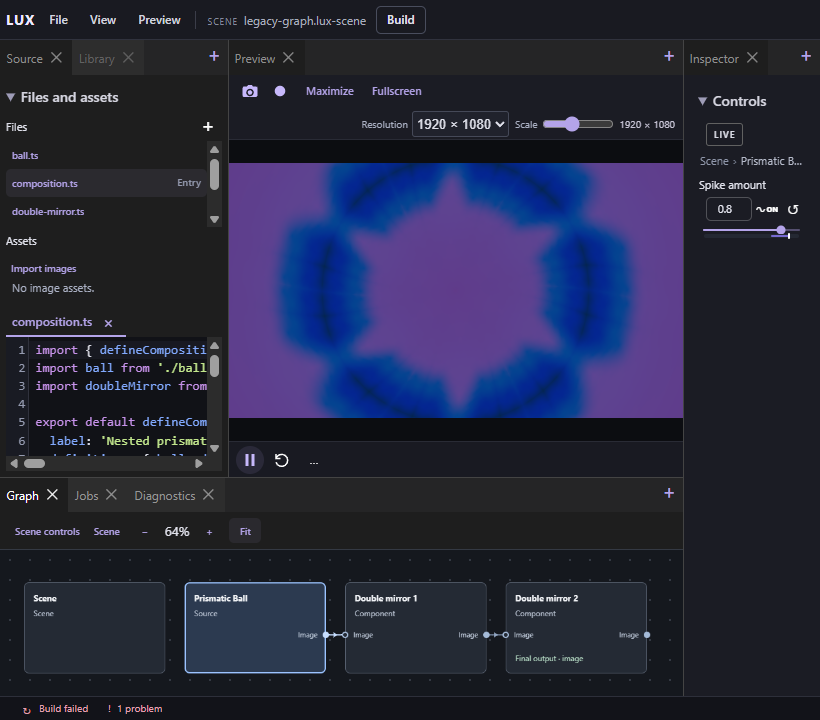 LUX File View Preview SCENE legacy-graph.lux-scene Build
Source Library
Files and assets
Files
ball.ts
composition.ts Entry
double-mirror.ts
Assets
Import images
No image assets.
composition.ts
1 import { defineCompositi
2 import ball from './ball
3 import doubleMirror from
4
5 export default defineCom
6 label: 'Nested prismat
Preview
Maximize Fullscreen
Resolution 1920 × 1080 Scale 1920 × 1080
...
Inspector
Controls
LIVE
Scene › Prismatic B...
Spike amount
0.8 ON
Graph Jobs Diagnostics
Scene controls Scene − 64% + Fit
Scene
Scene
Prismatic Ball
Source
Image
Double mirror 1
Component
Image Image
Double mirror 2
Component
Image Image
Final output · image
Build failed ! 1 problem